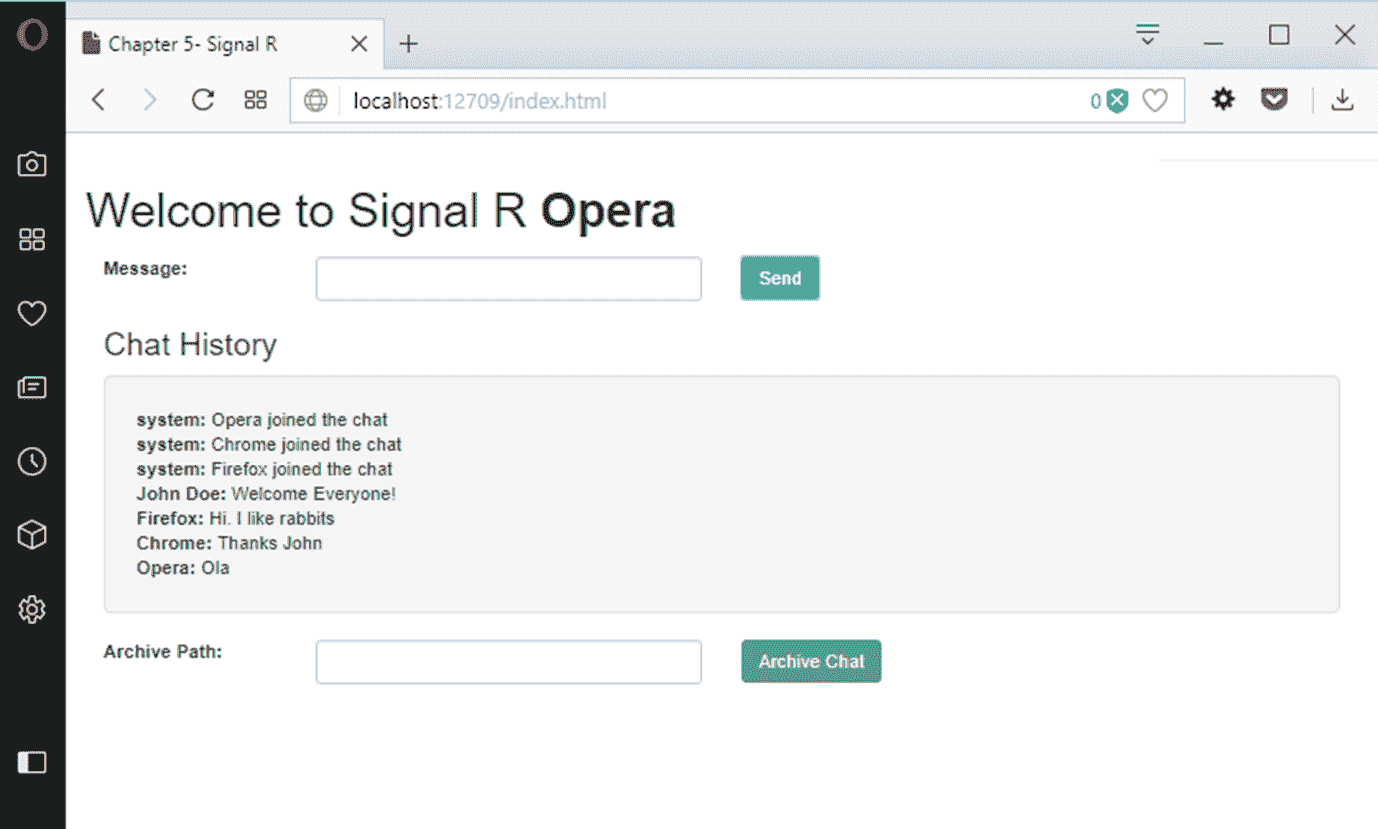 Chapter 5- Signal R
localhost:12709/index.html
0
Welcome to Signal R Opera
Message:
Send
Chat History
system: Opera joined the chat
system: Chrome joined the chat
system: Firefox joined the chat
John Doe: Welcome Everyone!
Firefox: Hi. I like rabbits
Chrome: Thanks John
Opera: Ola
Archive Path:
Archive Chat